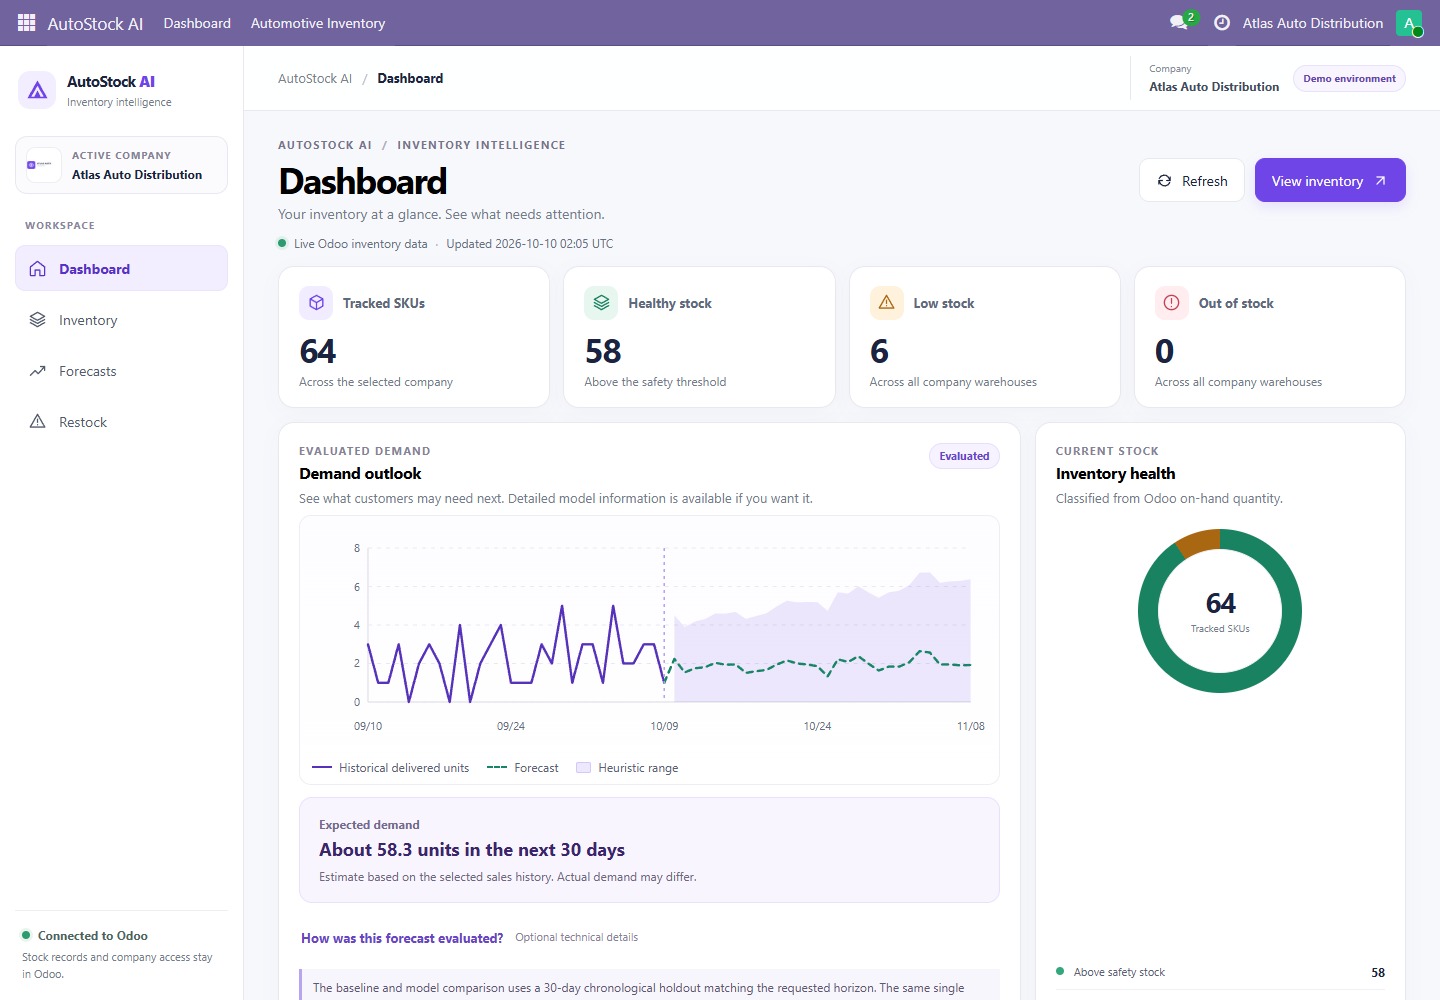 AutoStock AI Dashboard Automotive Inventory 2 Atlas Auto Distribution A
AutoStock AI
Inventory intelligence
ACTIVE COMPANY
Atlas Auto Distribution
WORKSPACE
Dashboard
Inventory
Forecasts
Restock
Connected to Odoo
Stock records and company access stay
in Odoo.
AutoStock AI / Dashboard
Company
Atlas Auto Distribution
Demo environment
AUTOSTOCK AI / INVENTORY INTELLIGENCE
Dashboard
Your inventory at a glance. See what needs attention.
Live Odoo inventory data · Updated 2026-10-10 02:05 UTC
Refresh
View inventory
Tracked SKUs
64
Across the selected company
Healthy stock
58
Above the safety threshold
Low stock
6
Across all company warehouses
Out of stock
0
Across all company warehouses
EVALUATED DEMAND
Demand outlook
Evaluated
See what customers may need next. Detailed model information is available if you want it.
8
6
4
2
0
09/10 09/24 10/09 10/24 11/08
Historical delivered units Forecast Heuristic range
Expected demand
About 58.3 units in the next 30 days
Estimate based on the selected sales history. Actual demand may differ.
How was this forecast evaluated? Optional technical details
The baseline and model comparison uses a 30-day chronological holdout matching the requested horizon. The same single
CURRENT STOCK
Inventory health
Classified from Odoo on-hand quantity.
64
Tracked SKUs
Above safety stock 58